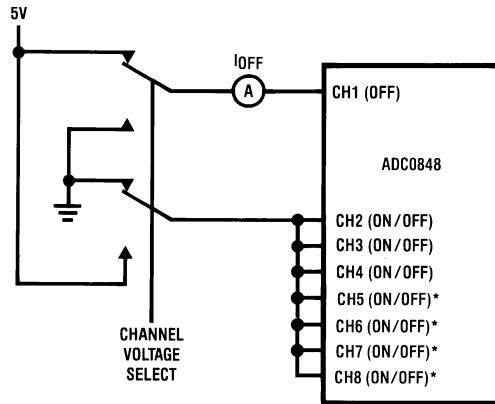 5V
IOFF
A
CH1 (OFF)
ADC0848
CH2 (ON/OFF)
CH3 (ON/OFF)
CH4 (ON/OFF)
CH5 (ON/OFF)*
CH6 (ON/OFF)*
CH7 (ON/OFF)*
CH8 (ON/OFF)*
CHANNEL
VOLTAGE
SELECT